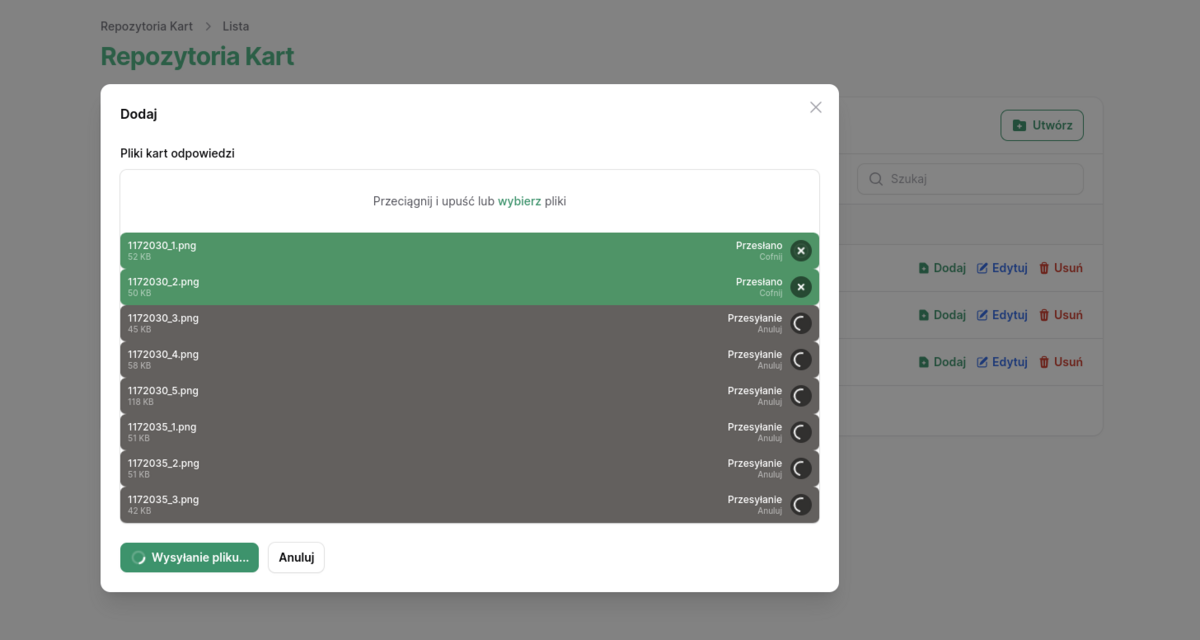 Repozytoria Kart > Lista
Repozytoria Kart
Utwórz
Szukaj
Dodaj Edytuj Usuń
Dodaj Edytuj Usuń
Dodaj Edytuj Usuń
Dodaj
Pliki kart odpowiedzi
Przeciągnij i upuść lub wybierz pliki
1172030_1.png Przesłano
52 KB Cofnij
1172030_2.png Przesłano
50 KB Cofnij
1172030_3.png Przesyłanie
45 KB Anuluj
1172030_4.png Przesyłanie
58 KB Anuluj
1172030_5.png Przesyłanie
118 KB Anuluj
1172035_1.png Przesyłanie
51 KB Anuluj
1172035_2.png Przesyłanie
51 KB Anuluj
1172035_3.png Przesyłanie
42 KB Anuluj
Wysyłanie pliku... Anuluj